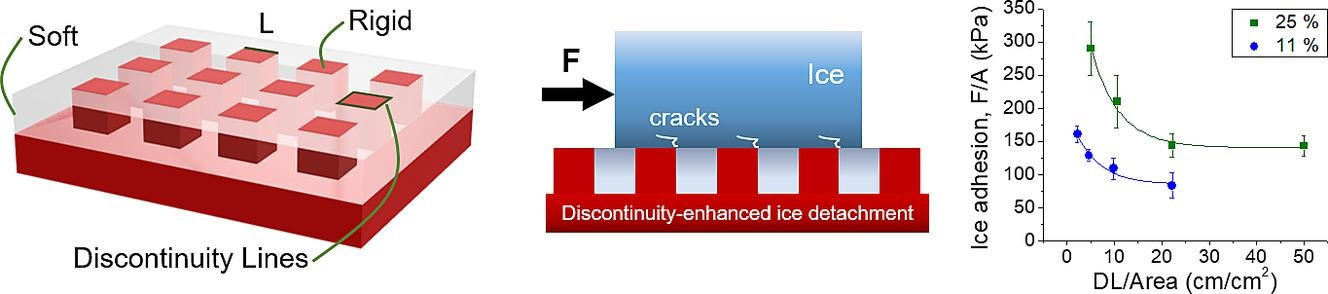 Soft
L
Rigid
Discontinuity Lines
F
Ice
cracks
Discontinuity-enhanced ice detachment
Ice adhesion, F/A (kPa)
350
300
250
200
150
100
50
0
25 %
11 %
0 10 20 30 40 50
DL/Area (cm/cm²)